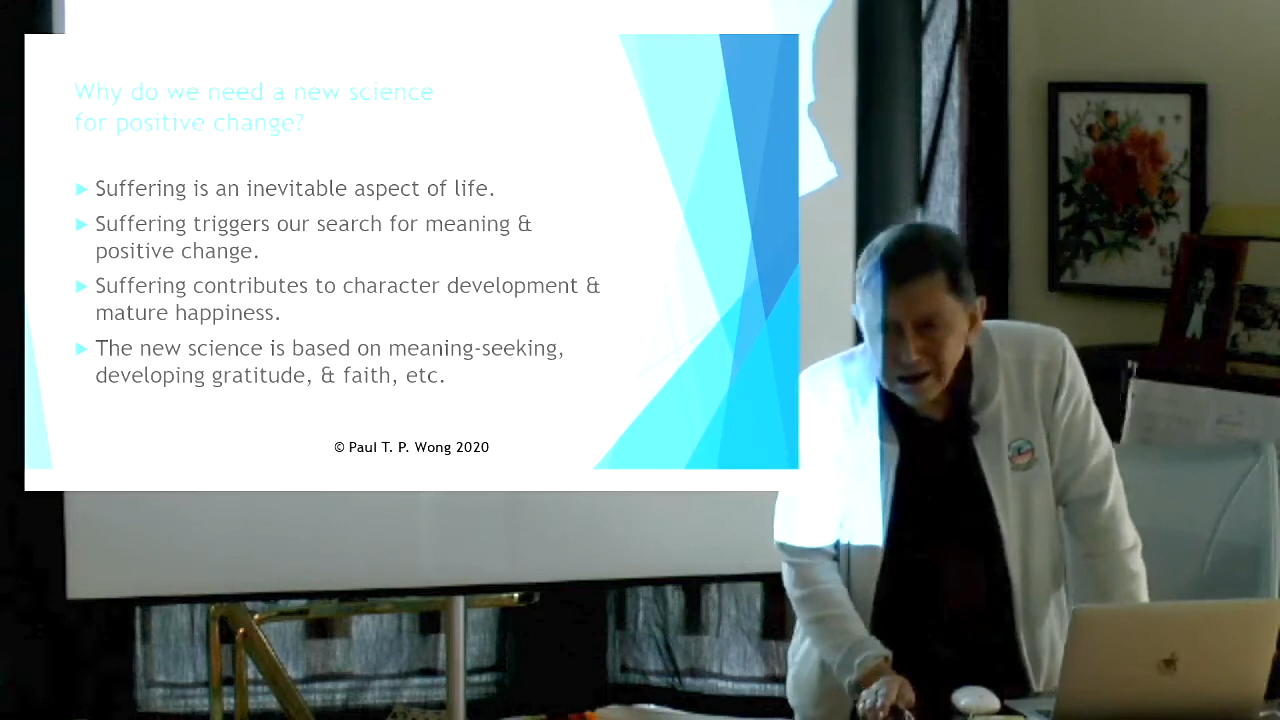 Why do we need a new science
for positive change?
Suffering is an inevitable aspect of life.
Suffering triggers our search for meaning &
positive change.
Suffering contributes to character development &
mature happiness.
The new science is based on meaning-seeking,
developing gratitude, & faith, etc.
© Paul T. P. Wong 2020